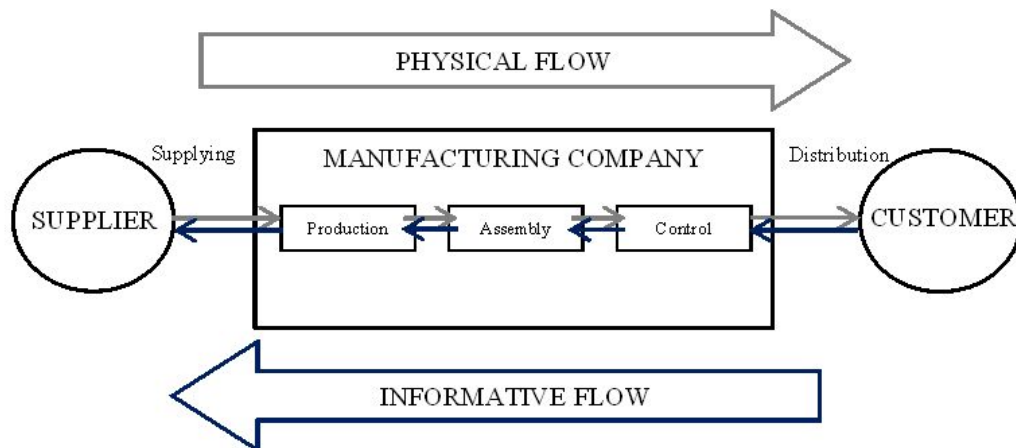 PHYSICAL FLOW
Supplying
MANUFACTURING COMPANY
Distribution
SUPPLIER
Production
Assembly
Control
CUSTOMER
INFORMATIVE FLOW